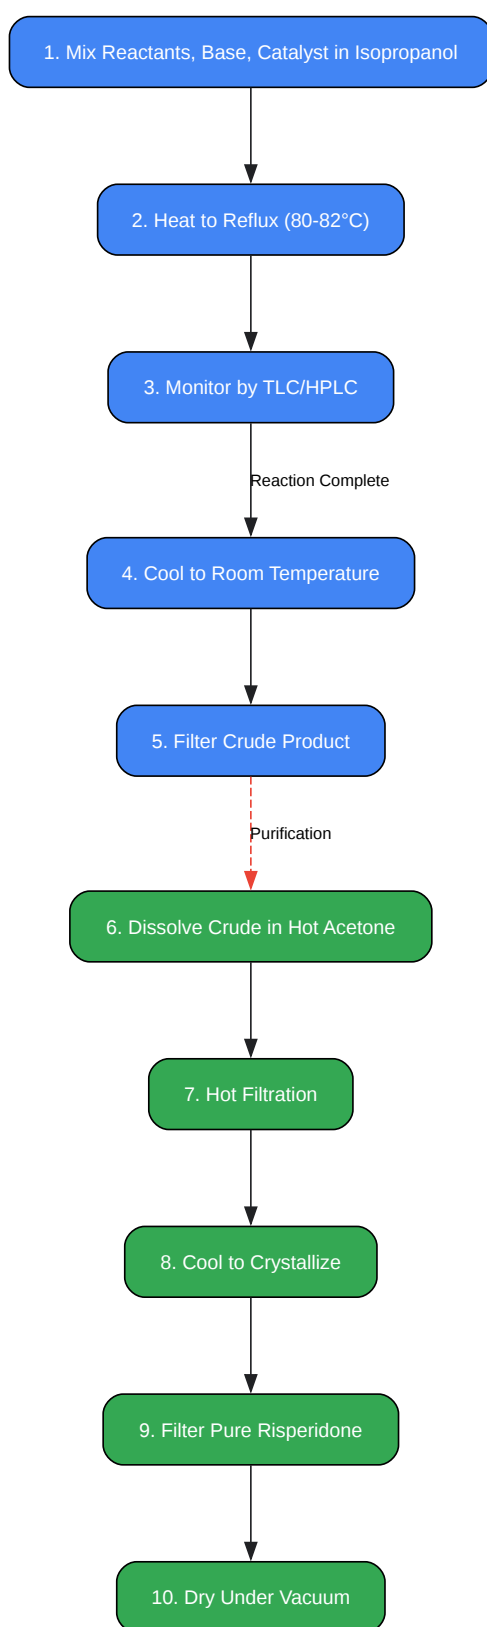 1. Mix Reactants, Base, Catalyst in Isopropanol
2. Heat to Reflux (80-82°C)
3. Monitor by TLC/HPLC
Reaction Complete
4. Cool to Room Temperature
5. Filter Crude Product
Purification
6. Dissolve Crude in Hot Acetone
7. Hot Filtration
8. Cool to Crystallize
9. Filter Pure Risperidone
10. Dry Under Vacuum